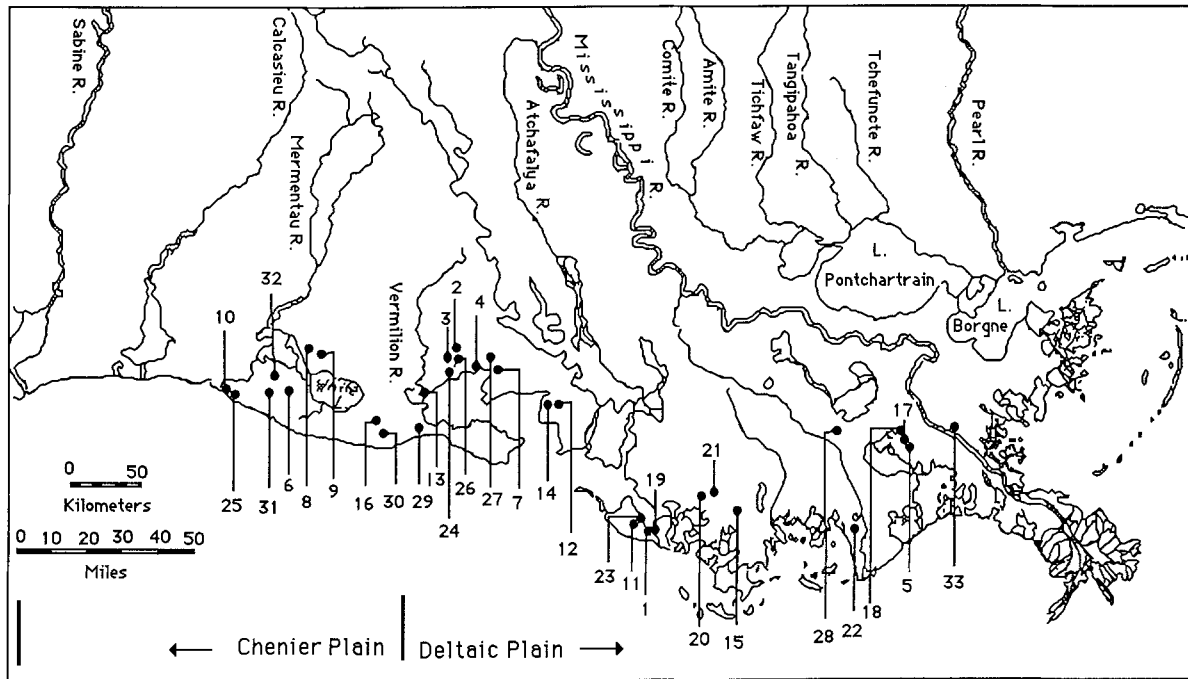 Sabine R.
Calcasieu R.
Mermentau R.
Vermilion R.
Atchafalya R.
Mississippi R.
Comite R.
Amite R.
Tichfaw R.
Tangipahoa R.
Tchefuncte R.
Pearl R.
L. Pontchartrain
L. Borgne
White
32
10
2
3
4
17
21
19
25
31
6
8
9
16
30
29
13
24
26
27
7
14
12
23
11
1
20
15
28
22
18
5
33
0 50
Kilometers
0 10 20 30 40 50
Miles
Chenier Plain
Deltaic Plain